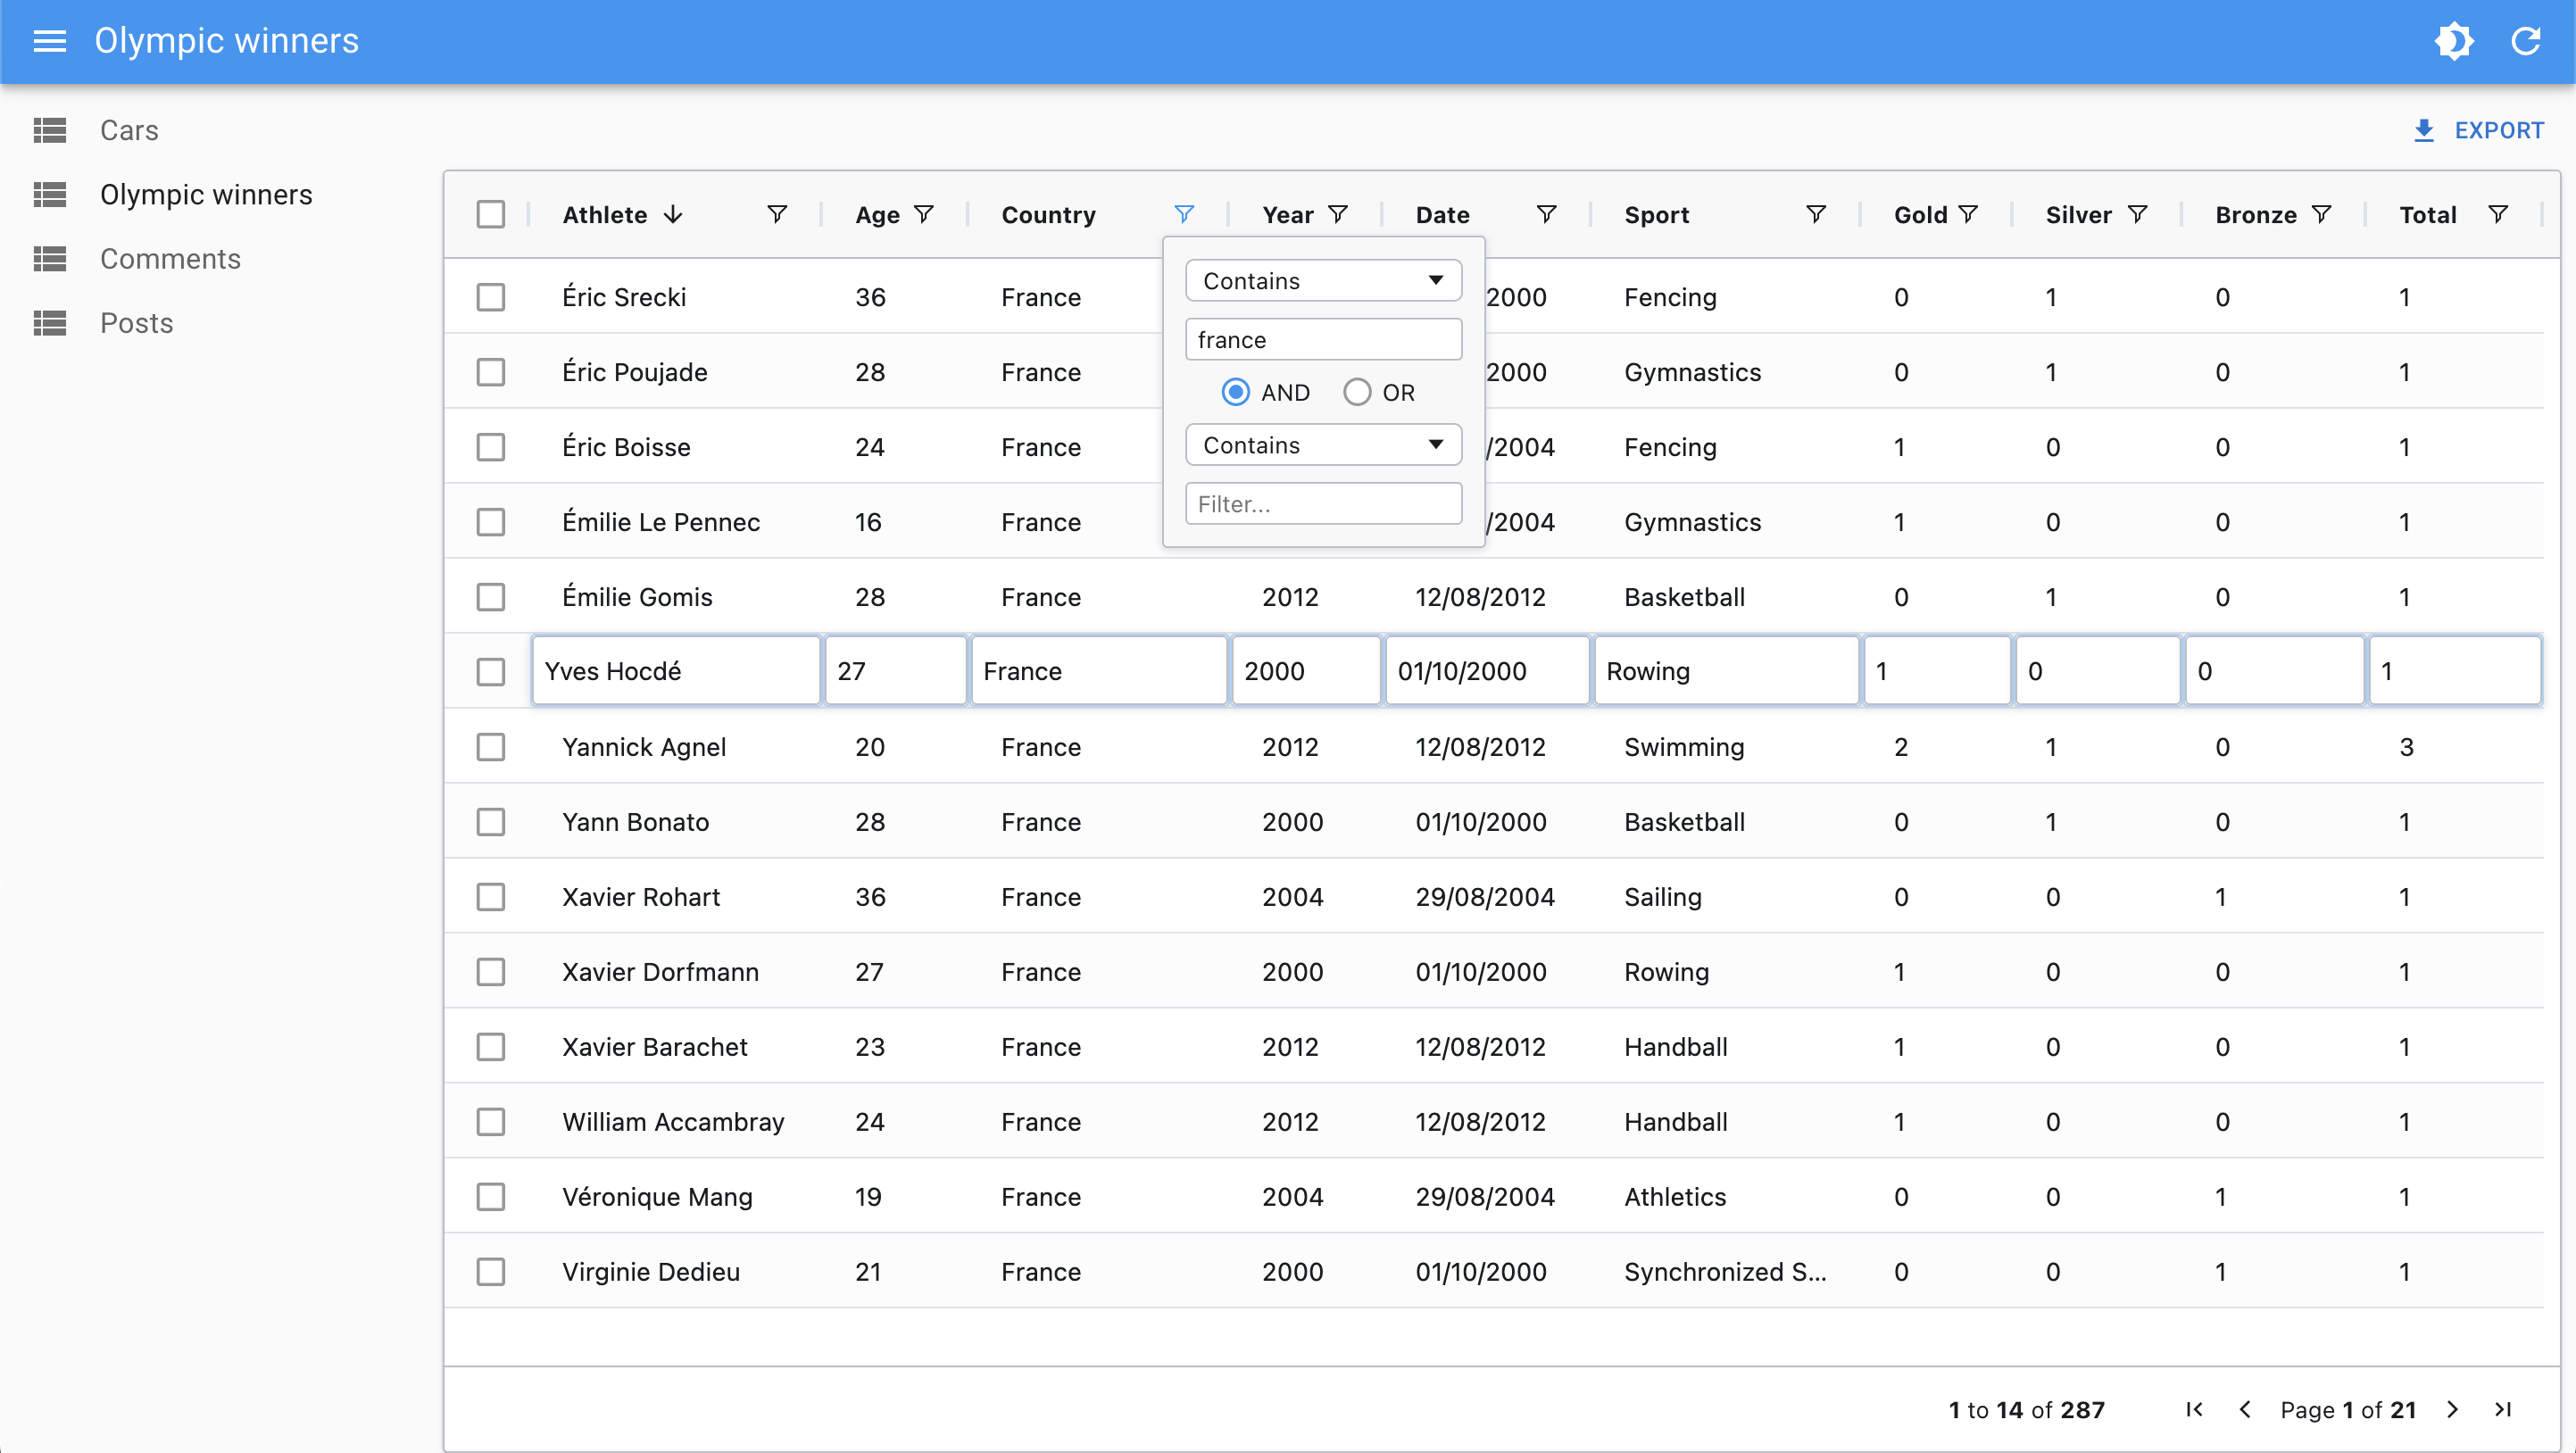 Olympic winners
Cars
Olympic winners
Comments
Posts
EXPORT
Athlete Age Country Year Date Sport Gold Silver Bronze Total
Contains
france
AND OR
Contains
Filter...
Éric Srecki 36 France 2000 Fencing 0 1 0 1
Éric Poujade 28 France 2000 Gymnastics 0 1 0 1
Éric Boisse 24 France /2004 Fencing 1 0 0 1
Émilie Le Pennec 16 France /2004 Gymnastics 1 0 0 1
Émilie Gomis 28 France 2012 12/08/2012 Basketball 0 1 0 1
Yves Hocdé 27 France 2000 01/10/2000 Rowing 1 0 0 1
Yannick Agnel 20 France 2012 12/08/2012 Swimming 2 1 0 3
Yann Bonato 28 France 2000 01/10/2000 Basketball 0 1 0 1
Xavier Rohart 36 France 2004 29/08/2004 Sailing 0 0 1 1
Xavier Dorfmann 27 France 2000 01/10/2000 Rowing 1 0 0 1
Xavier Barachet 23 France 2012 12/08/2012 Handball 1 0 0 1
William Accambray 24 France 2012 12/08/2012 Handball 1 0 0 1
Véronique Mang 19 France 2004 29/08/2004 Athletics 0 0 1 1
Virginie Dedieu 21 France 2000 01/10/2000 Synchronized S... 0 0 1 1
1 to 14 of 287 Page 1 of 21